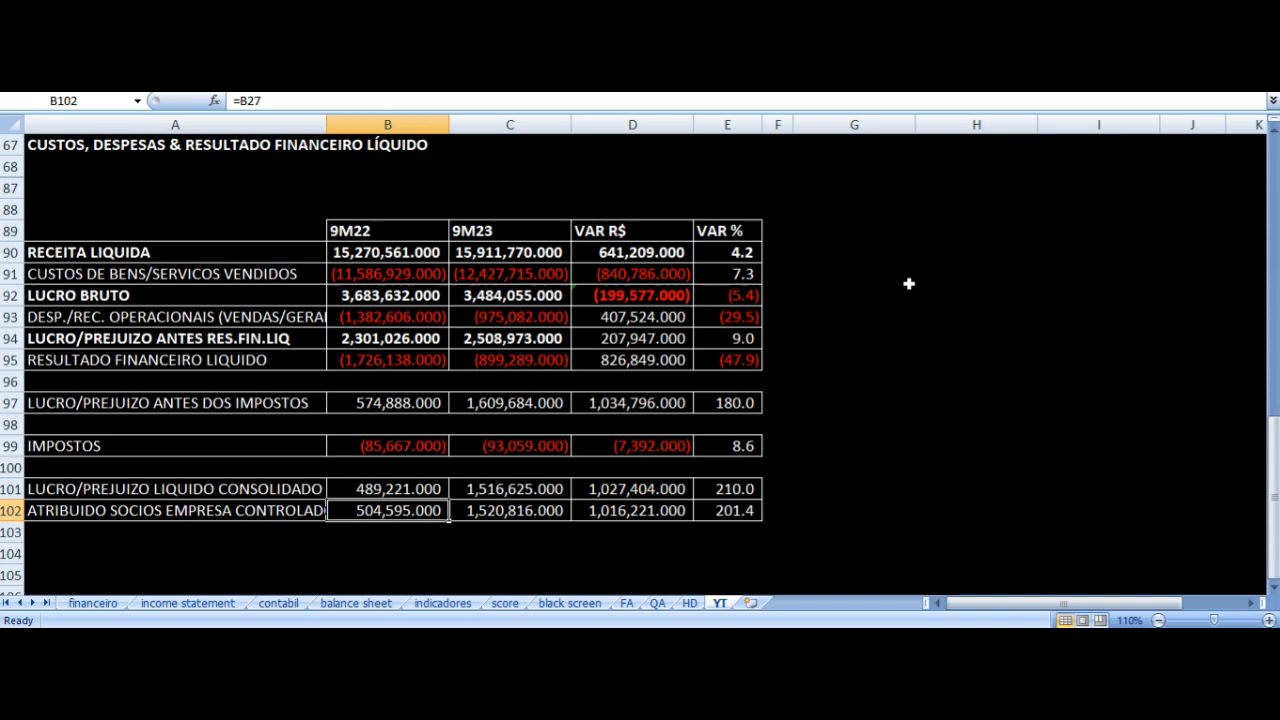 B102 fx =B27
A B C D E F G H I J K
67 CUSTOS, DESPESAS & RESULTADO FINANCEIRO LÍQUIDO
68
87
88
89 9M22 9M23 VAR R$ VAR %
90 RECEITA LIQUIDA 15,270,561.000 15,911,770.000 641,209.000 4.2
91 CUSTOS DE BENS/SERVICOS VENDIDOS (11,586,929.000) (12,427,715.000) (840,786.000) 7.3
92 LUCRO BRUTO 3,683,632.000 3,484,055.000 (199,577.000) (5.4)
93 DESP./REC. OPERACIONAIS (VENDAS/GERAI (1,382,606.000) (975,082.000) 407,524.000 (29.5)
94 LUCRO/PREJUIZO ANTES RES.FIN.LIQ 2,301,026.000 2,508,973.000 207,947.000 9.0
95 RESULTADO FINANCEIRO LIQUIDO (1,726,138.000) (899,289.000) 826,849.000 (47.9)
96
97 LUCRO/PREJUIZO ANTES DOS IMPOSTOS 574,888.000 1,609,684.000 1,034,796.000 180.0
98
99 IMPOSTOS (85,667.000) (93,059.000) (7,392.000) 8.6
100
101 LUCRO/PREJUIZO LIQUIDO CONSOLIDADO 489,221.000 1,516,625.000 1,027,404.000 210.0
102 ATRIBUIDO SOCIOS EMPRESA CONTROLAD 504,595.000 1,520,816.000 1,016,221.000 201.4
103
104
105
financeiro income statement contabil balance sheet indicadores score black screen FA QA HD YT
Ready 110%